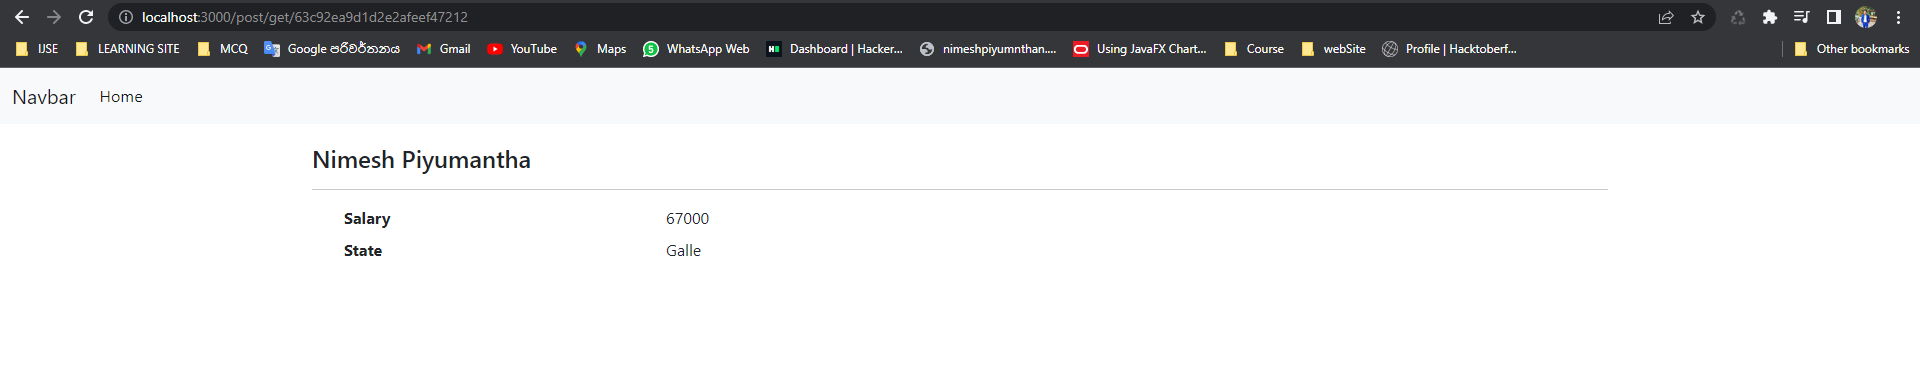 localhost:3000/post/get/63c92ea9d1d2e2afeef47212
IJSE LEARNING SITE MCQ Google පරිවර්තනය Gmail YouTube Maps WhatsApp Web Dashboard | Hacker... nimeshpiyumnthan.... Using JavaFX Chart... Course webSite Profile | Hacktoberf... Other bookmarks
Navbar Home
Nimesh Piyumantha
Salary 67000
State Galle